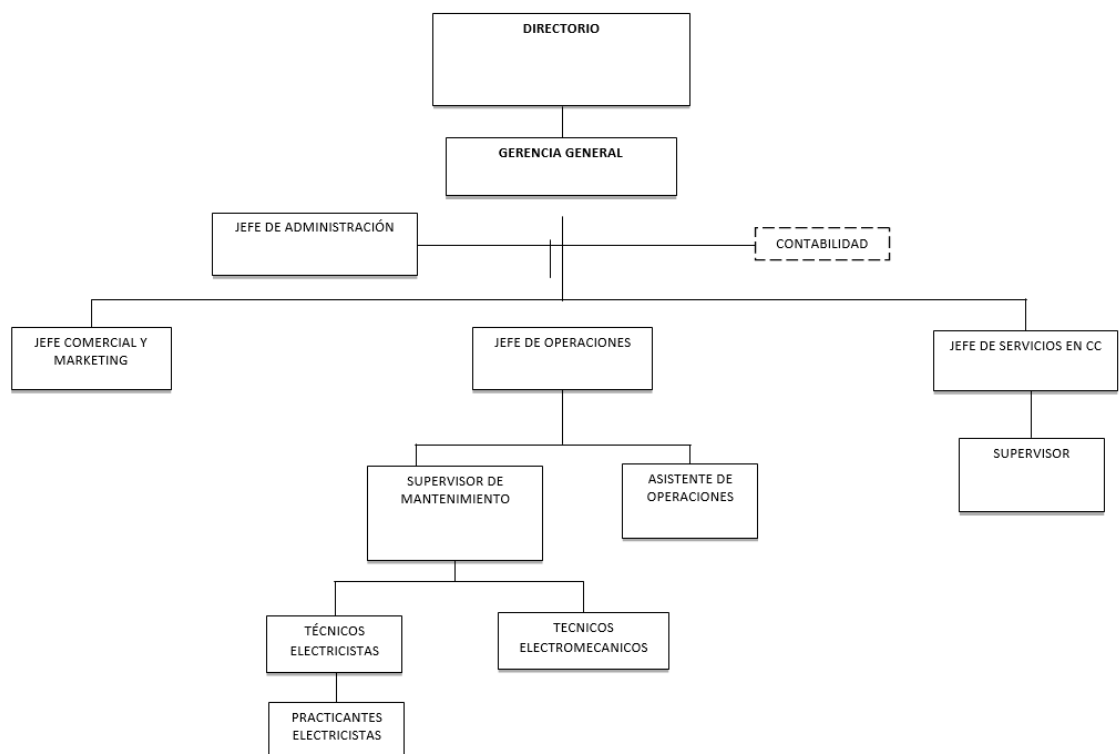 DIRECTORIO
GERENCIA GENERAL
JEFE DE ADMINISTRACIÓN
CONTABILIDAD
JEFE COMERCIAL Y
MARKETING
JEFE DE OPERACIONES
JEFE DE SERVICIOS EN CC
SUPERVISOR DE
MANTENIMIENTO
ASISTENTE DE
OPERACIONES
SUPERVISOR
TÉCNICOS
ELECTRICISTAS
TECNICOS
ELECTROMECANICOS
PRACTICANTES
ELECTRICISTAS